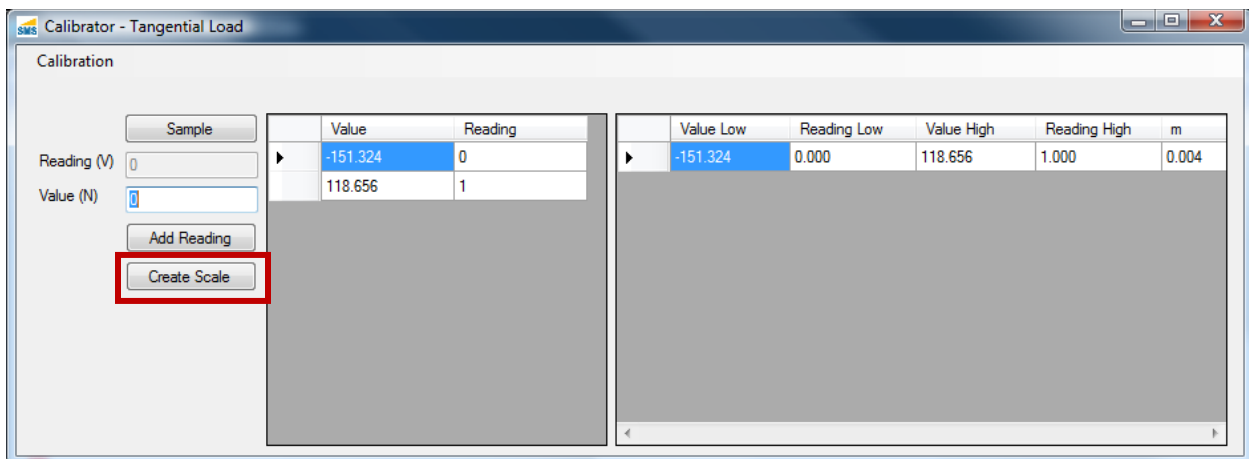 SMS Calibrator - Tangential Load
Calibration
Sample
Reading (V) 0
Value (N) 0
Add Reading
Create Scale
Value Reading
-151.324 0
118.656 1
Value Low Reading Low Value High Reading High m
-151.324 0.000 118.656 1.000 0.004